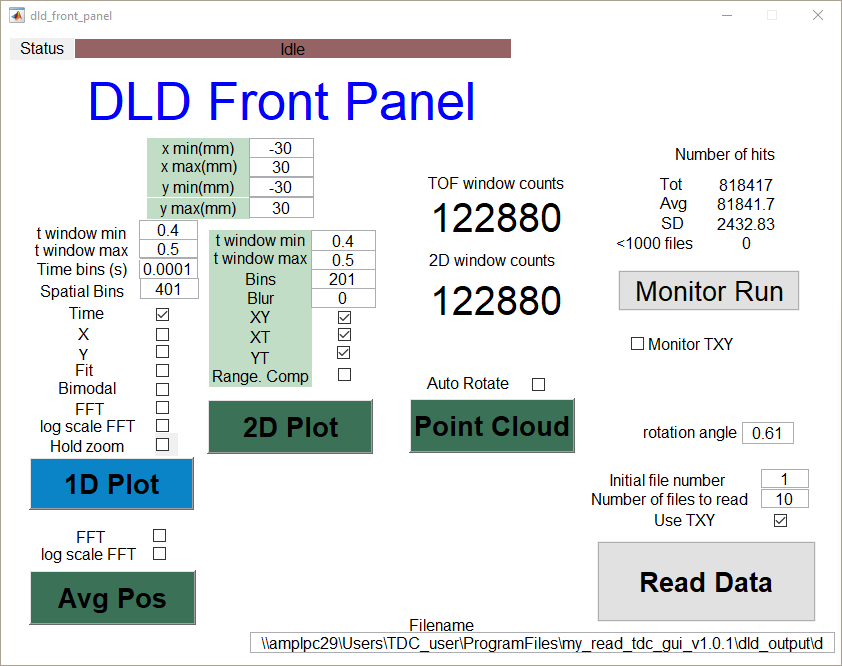 dld_front_panel
Status Idle
DLD Front Panel
x min(mm) -30
x max(mm) 30
y min(mm) -30
y max(mm) 30
t window min 0.4
t window max 0.5
Time bins (s) 0.0001
Spatial Bins 401
Time
X
Y
Fit
Bimodal
FFT
log scale FFT
Hold zoom
1D Plot
FFT
log scale FFT
Avg Pos
t window min 0.4
t window max 0.5
Bins 201
Blur 0
XY
XT
YT
Range. Comp
2D Plot
TOF window counts
122880
2D window counts
122880
Auto Rotate
Point Cloud
Number of hits
Tot 818417
Avg 81841.7
SD 2432.83
<1000 files 0
Monitor Run
Monitor TXY
rotation angle 0.61
Initial file number 1
Number of files to read 10
Use TXY
Read Data
Filename
\\amplpc29\Users\TDC_user\ProgramFiles\my_read_tdc_gui_v1.0.1\dld_output\d